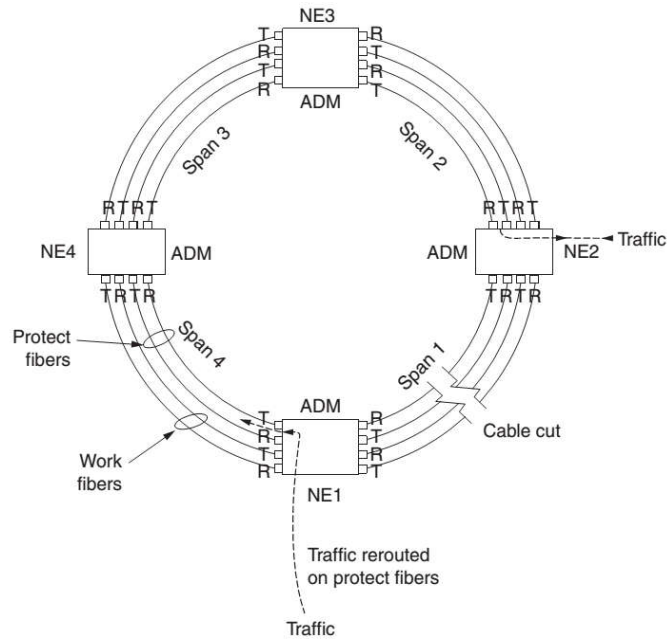 NE3
T
R
T
R
R
T
R
T
ADM
Span 3
Span 2
R T R T
R T R T
NE4
ADM
ADM
NE2
Traffic
T R T R
T R T R
Protect
fibers
Span 4
Span 1
Cable cut
ADM
T
R
T
R
R
T
R
T
Work
fibers
NE1
Traffic rerouted
on protect fibers
Traffic